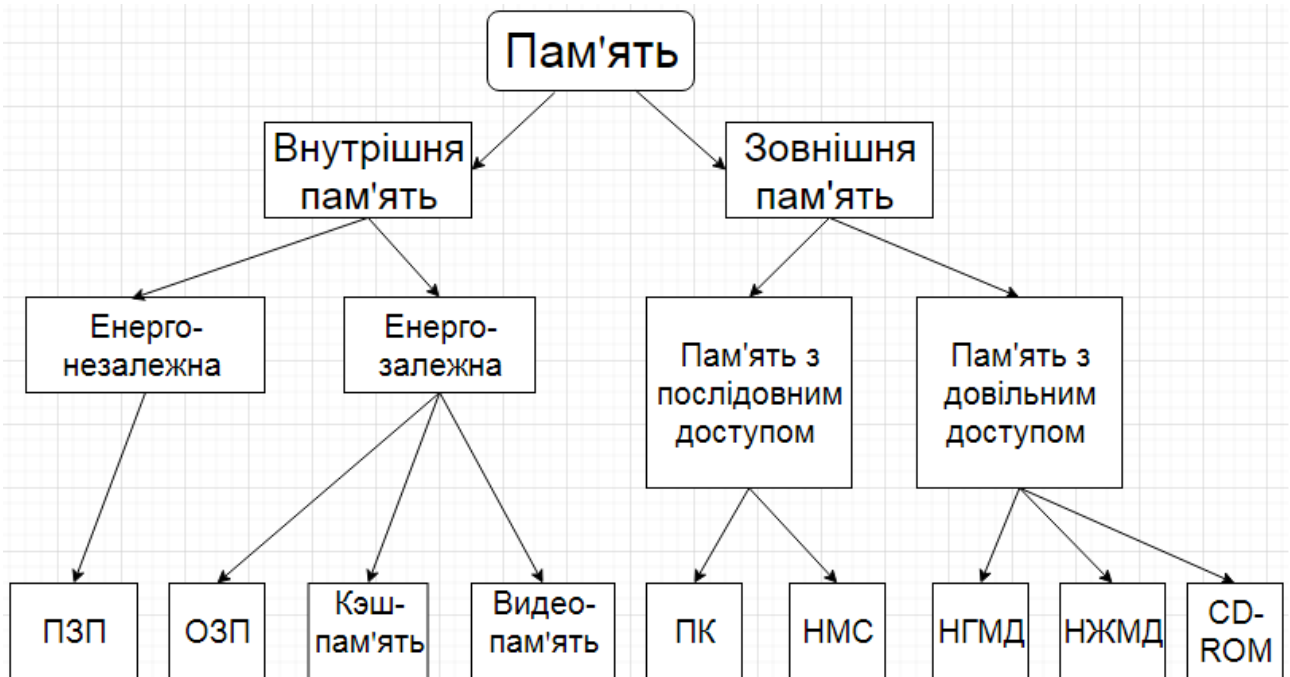 Пам'ять
Внутрішня
пам'ять
Зовнішня
пам'ять
Енерго-
незалежна
Енерго-
залежна
Пам'ять з
послідовним
доступом
Пам'ять з
довільним
доступом
ПЗП
ОЗП
Кэш-
пам'ять
Видео-
пам'ять
ПК
НМС
НГМД
НЖМД
CD-
ROM